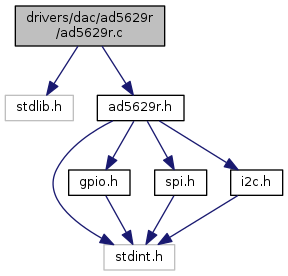 drivers/dac/ad5629r
/ad5629r.c
stdlib.h
ad5629r.h
gpio.h
spi.h
i2c.h
stdint.h